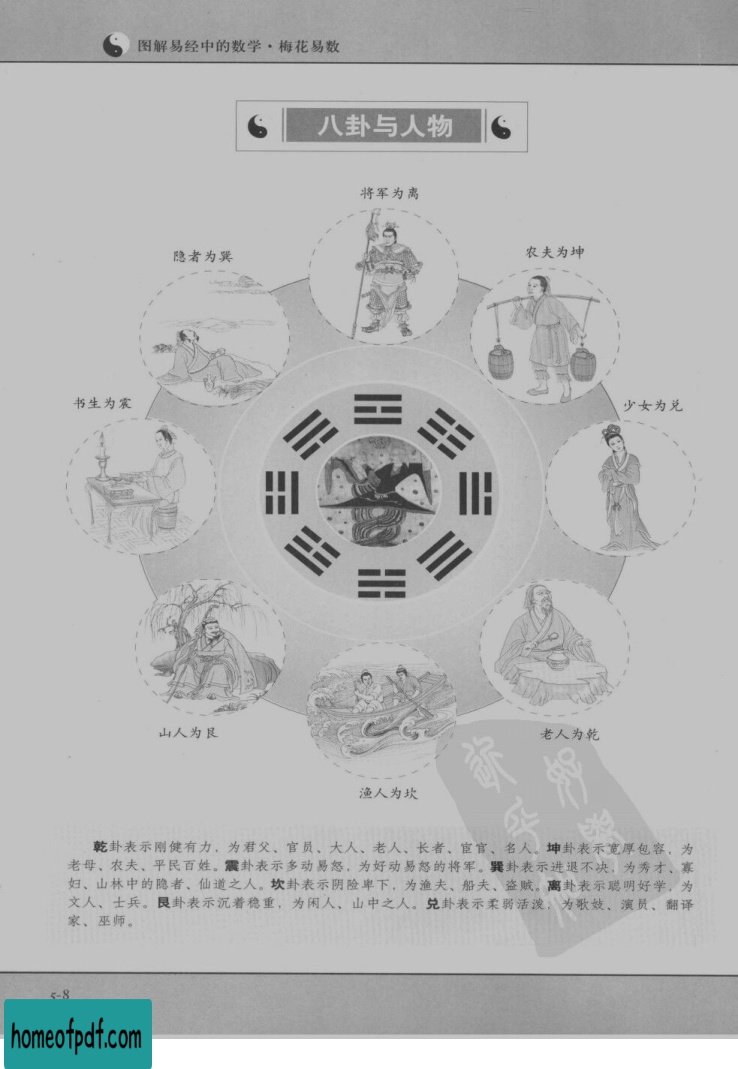 图解易经中的数学·梅花易数
八卦与人物
将军为离
隐者为巽
农夫为坤
书生为震
少女为兑
山人为艮
老人为乾
渔人为坎
乾卦表示刚健有力，为君父、官员、大人、老人、长者、宦官、名人。坤卦表示宽厚包容，为
老母、农夫、平民百姓。震卦表示多动易怒，为好动易怒的将军。巽卦表示进退不决，为秀才、寡
妇、山林中的隐者、仙道之人。坎卦表示阴险卑下，为渔夫、船夫、盗贼。离卦表示聪明好学，为
文人、士兵。艮卦表示沉着稳重，为闲人、山中之人。兑卦表示柔弱活泼，为歌妓、演员、翻译
家、巫师。
5-8
homeofpdf.com